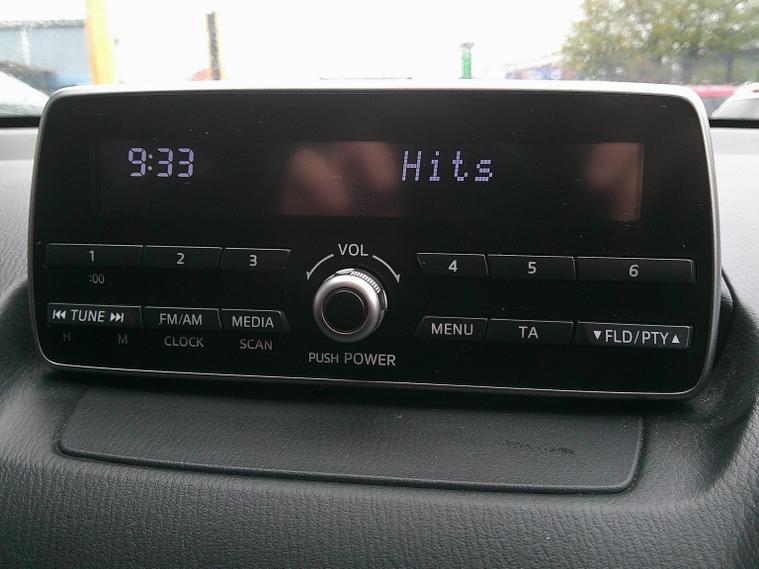 9:33 Hits
VOL
1 2 3 4 5 6
:00
TUNE FM/AM MEDIA MENU TA ▼FLD/PTY▲
H M CLOCK SCAN
PUSH POWER